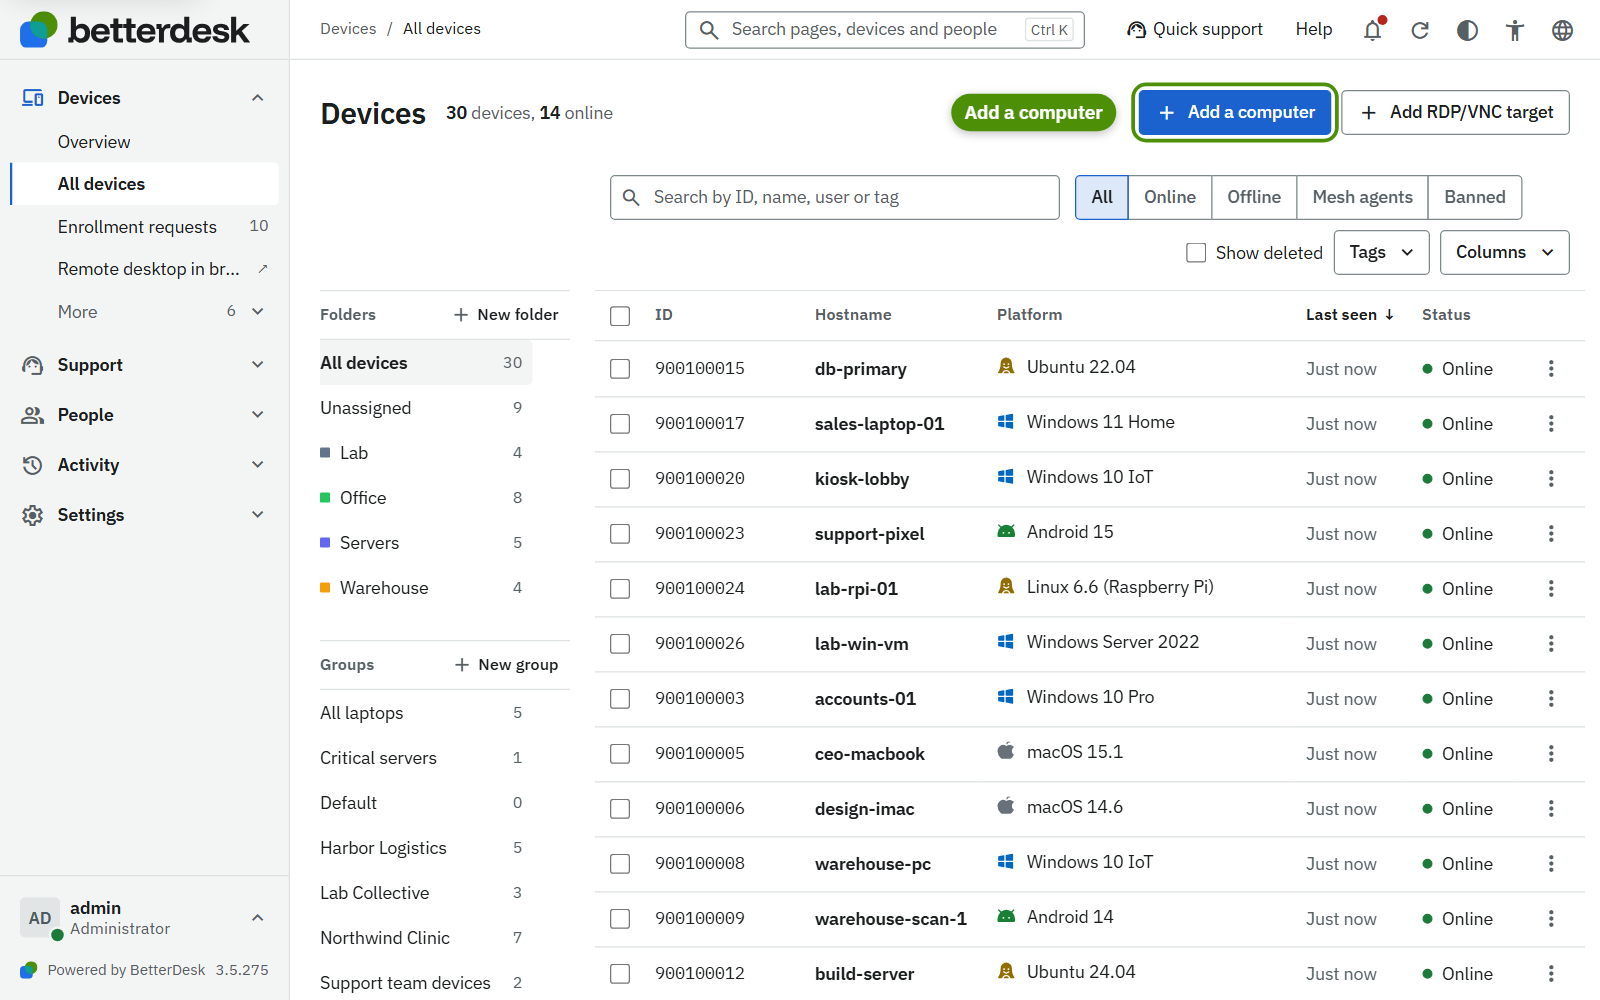 betterdesk
Devices / All devices
Search pages, devices and people Ctrl K
Quick support
Help
Devices
Overview
All devices
Enrollment requests 10
Remote desktop in br... ↗
More 6
Support
People
Activity
Settings
AD
admin
Administrator
Powered by BetterDesk 3.5.275
Devices 30 devices, 14 online
Add a computer
+ Add a computer
+ Add RDP/VNC target
Search by ID, name, user or tag
All Online Offline Mesh agents Banned
Show deleted Tags Columns
Folders + New folder
All devices 30
Unassigned 9
Lab 4
Office 8
Servers 5
Warehouse 4
Groups + New group
All laptops 5
Critical servers 1
Default 0
Harbor Logistics 5
Lab Collective 3
Northwind Clinic 7
Support team devices 2
ID Hostname Platform Last seen ↓ Status
900100015 db-primary Ubuntu 22.04 Just now Online
900100017 sales-laptop-01 Windows 11 Home Just now Online
900100020 kiosk-lobby Windows 10 IoT Just now Online
900100023 support-pixel Android 15 Just now Online
900100024 lab-rpi-01 Linux 6.6 (Raspberry Pi) Just now Online
900100026 lab-win-vm Windows Server 2022 Just now Online
900100003 accounts-01 Windows 10 Pro Just now Online
900100005 ceo-macbook macOS 15.1 Just now Online
900100006 design-imac macOS 14.6 Just now Online
900100008 warehouse-pc Windows 10 IoT Just now Online
900100009 warehouse-scan-1 Android 14 Just now Online
900100012 build-server Ubuntu 24.04 Just now Online